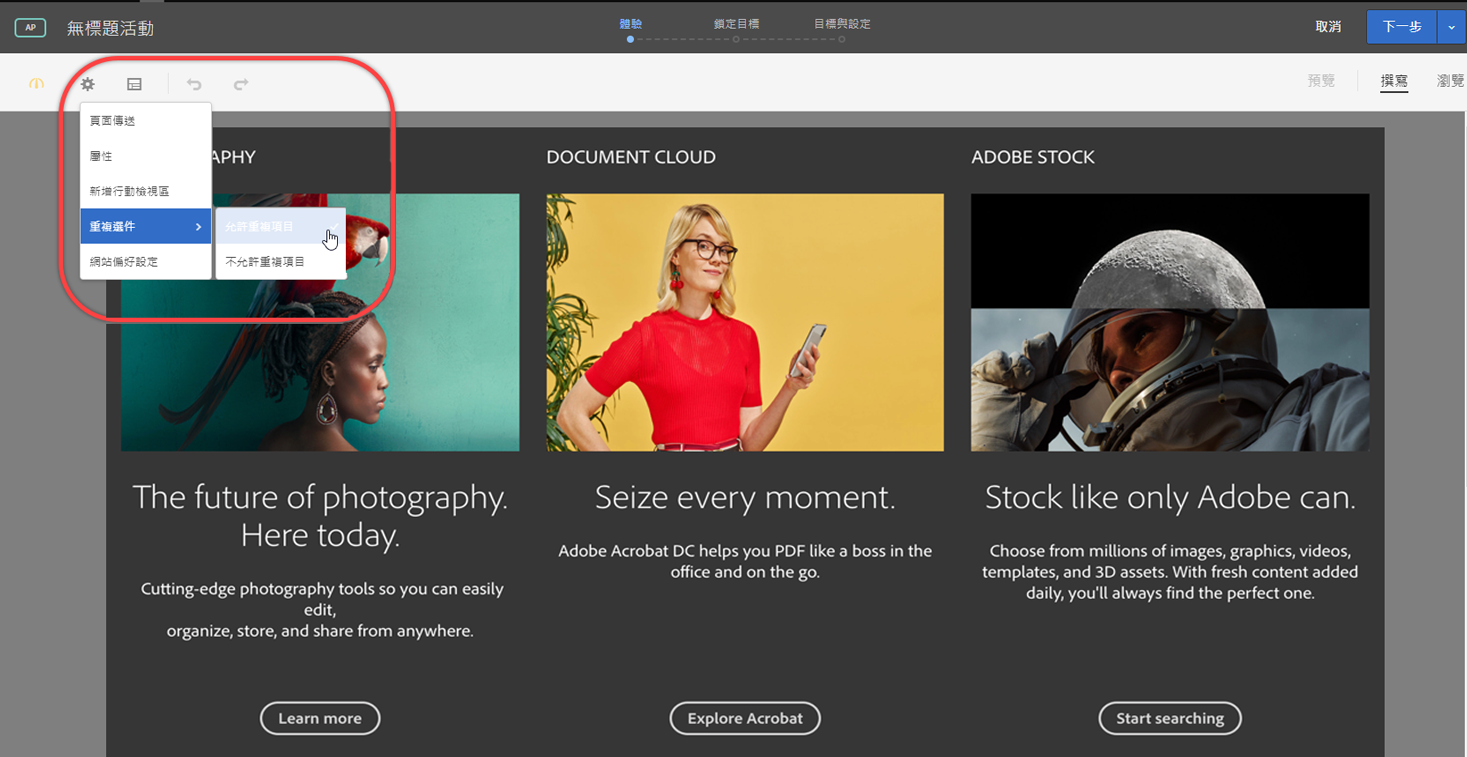 AP
無標題活動
體驗
鎖定目標
目標與設定
取消
下一步
預覽
撰寫
瀏覽
頁面傳送
屬性
新增行動檢視區
重複選件
網站偏好設定
允許重複項目
不允許重複項目
APHY
DOCUMENT CLOUD
ADOBE STOCK
The future of photography.
Here today.
Cutting-edge photography tools so you can easily
edit,
organize, store, and share from anywhere.
Learn more
Seize every moment.
Adobe Acrobat DC helps you PDF like a boss in the
office and on the go.
Explore Acrobat
Stock like only Adobe can.
Choose from millions of images, graphics, videos,
templates, and 3D assets. With fresh content added
daily, you'll always find the perfect one.
Start searching